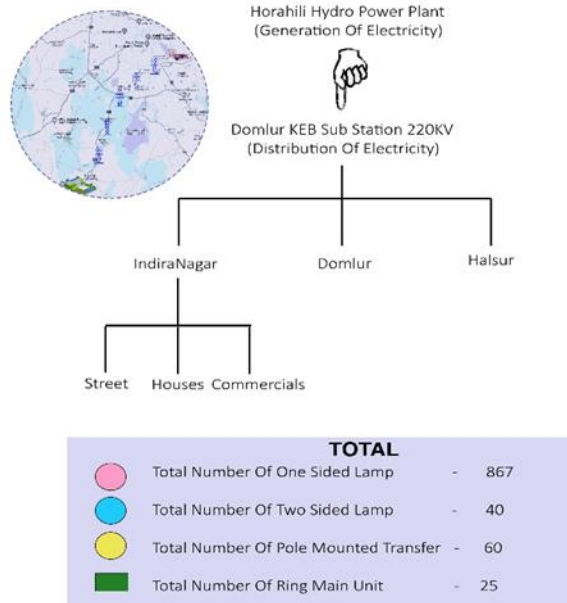 Horahili Hydro Power Plant
(Generation Of Electricity)
Domlur KEB Sub Station 220KV
(Distribution Of Electricity)
IndiraNagar
Domlur
Halsur
Street Houses Commercials
TOTAL
Total Number Of One Sided Lamp - 867
Total Number Of Two Sided Lamp - 40
Total Number Of Pole Mounted Transfer - 60
Total Number Of Ring Main Unit - 25